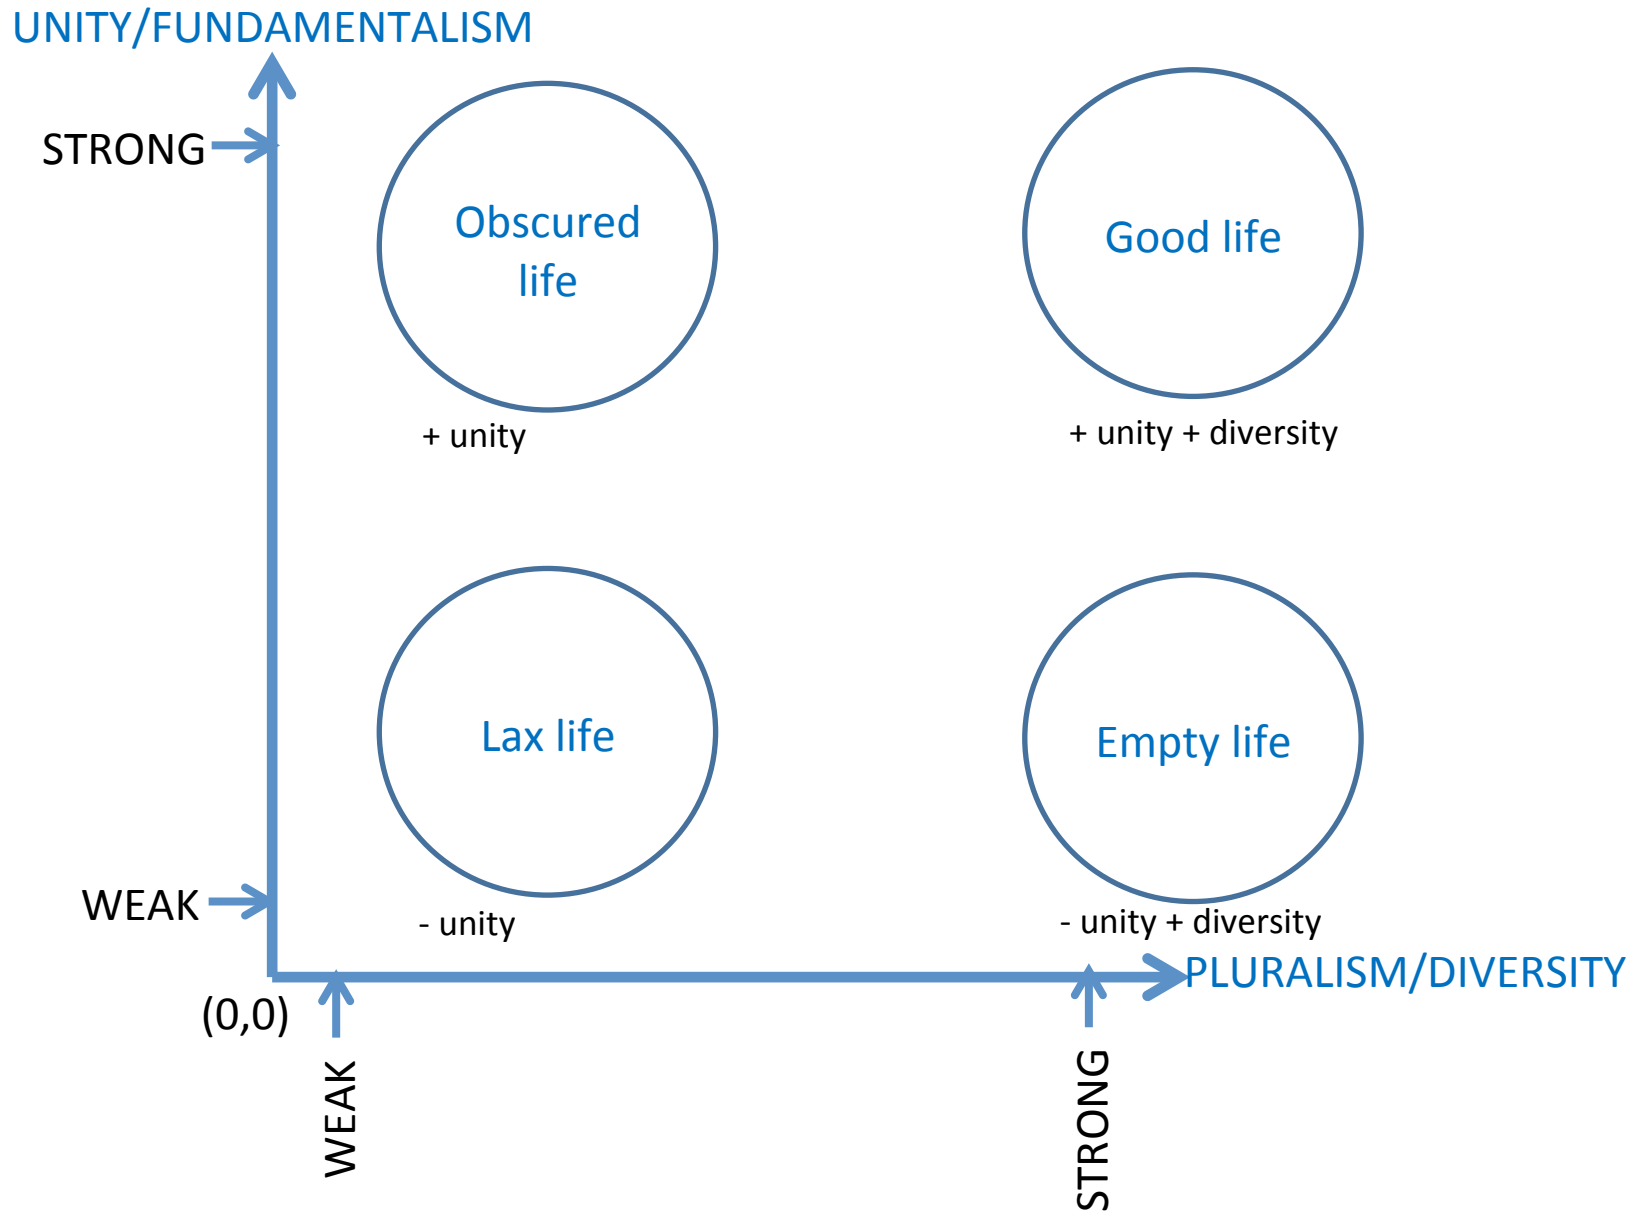 UNITY/FUNDAMENTALISM
STRONG
Obscured
life
Good life
+ unity
+ unity + diversity
Lax life
Empty life
WEAK
- unity
- unity + diversity
PLURALISM/DIVERSITY
(0,0)
WEAK
STRONG